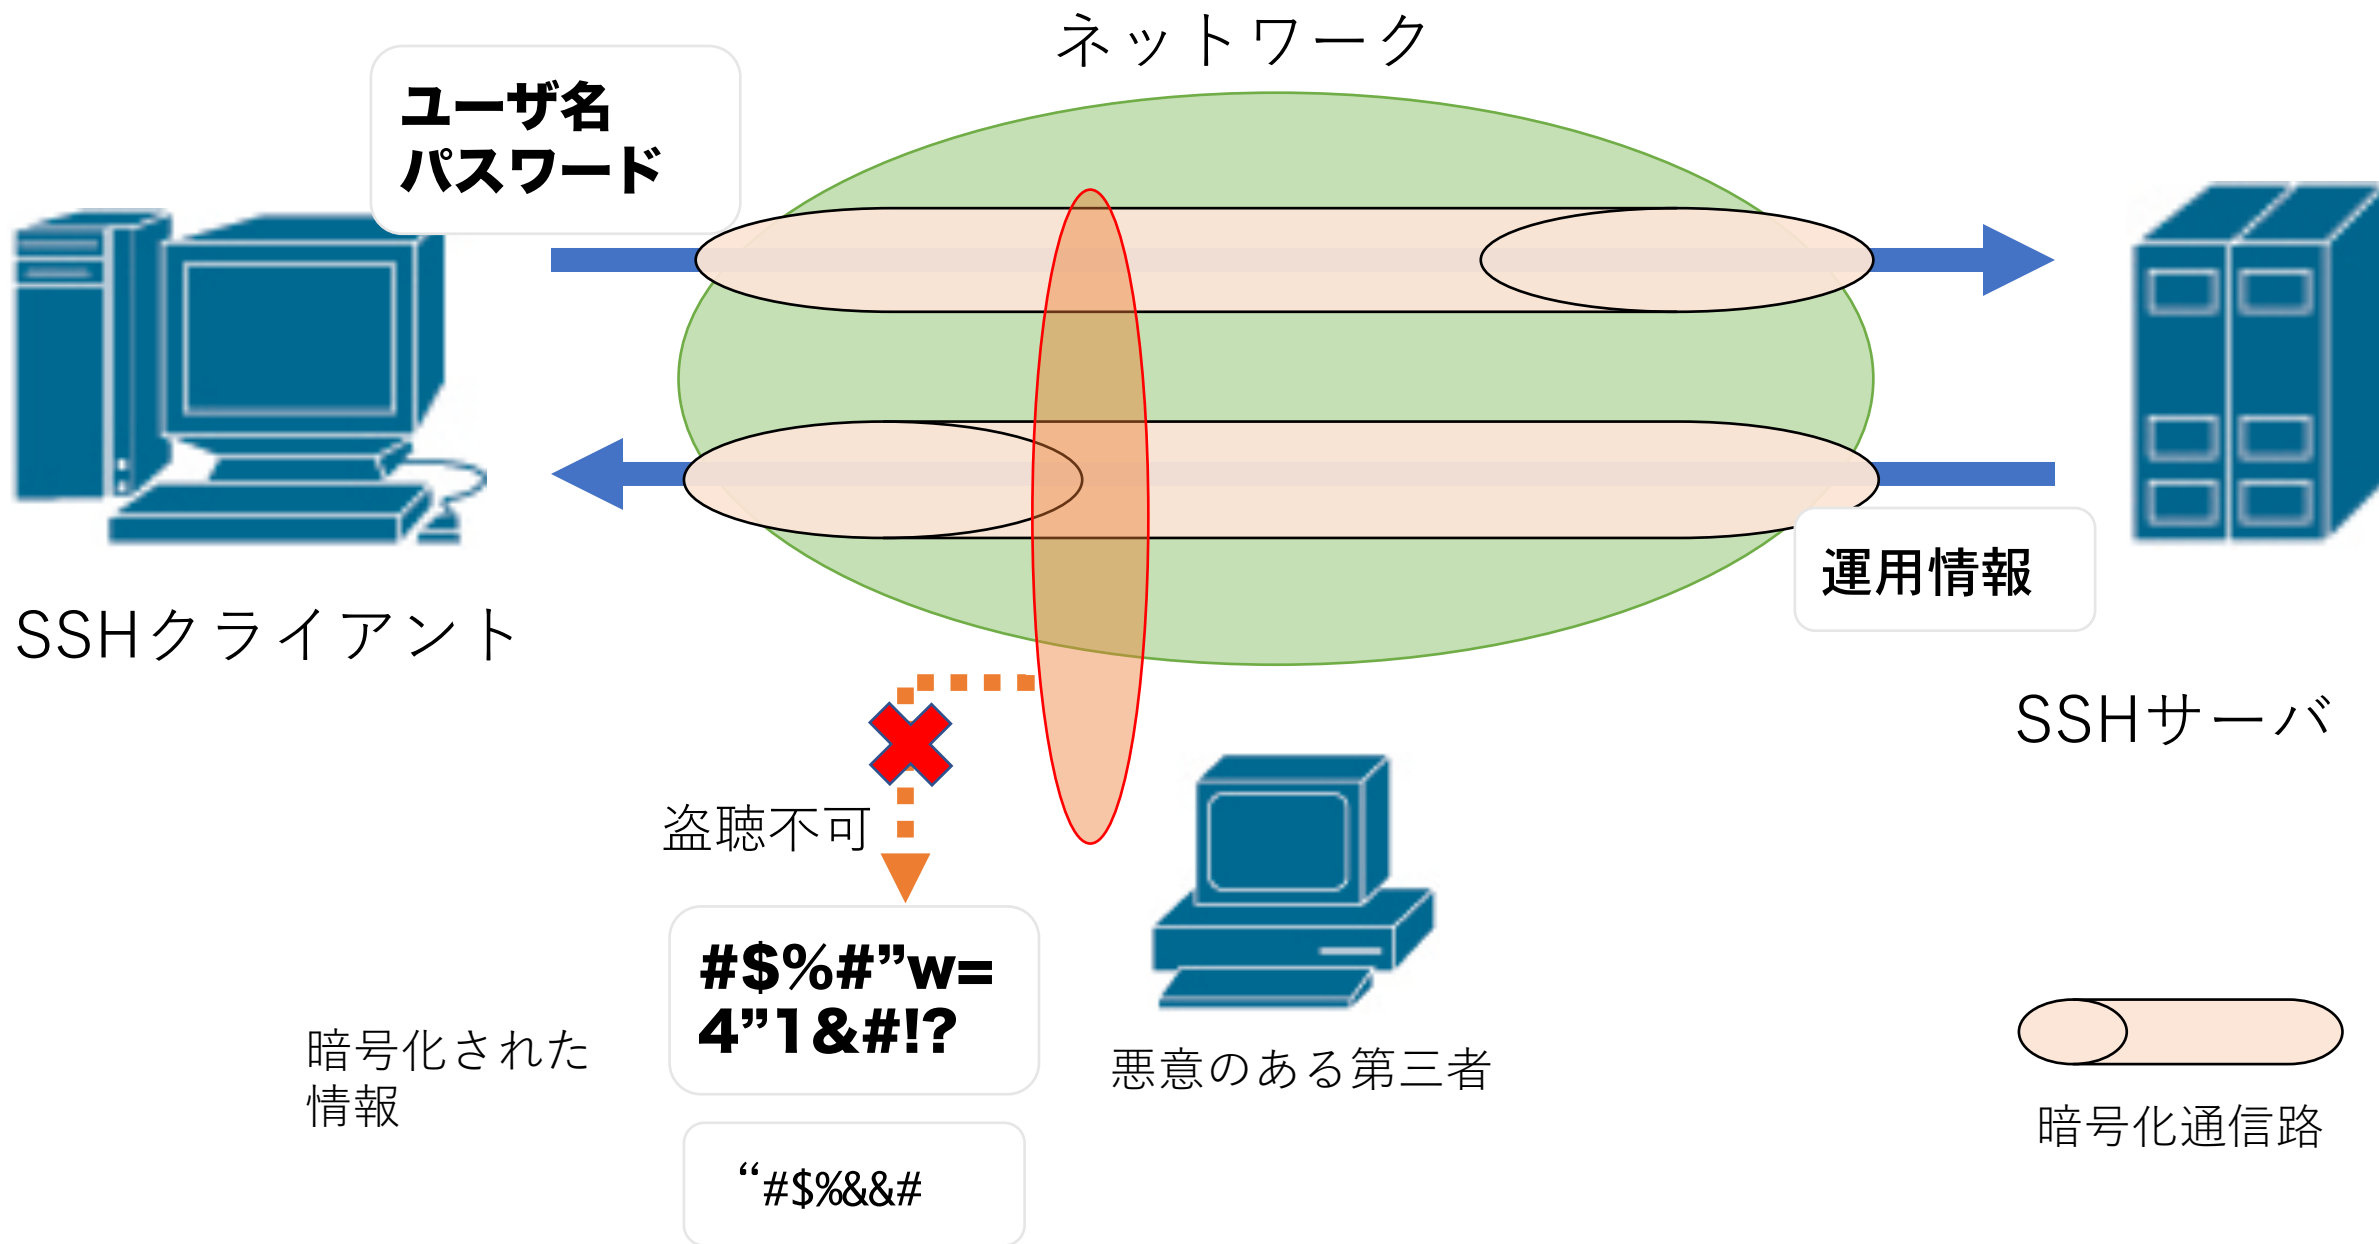 ネットワーク
ユーザ名
パスワード
運用情報
SSHクライアント
SSHサーバ
盗聴不可
#$%#”w=
4”1&#!?
暗号化された
情報
悪意のある第三者
暗号化通信路
“#$%&&#